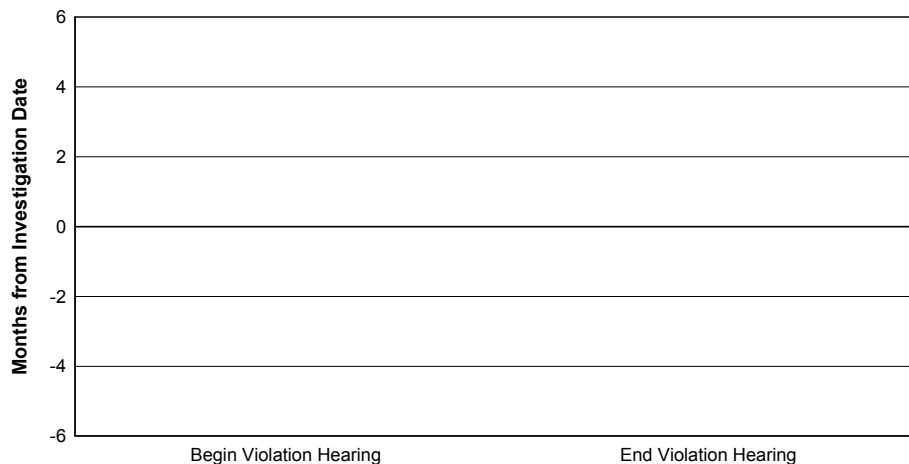 Months from Investigation Date
6
4
2
0
-2
-4
-6
Begin Violation Hearing
End Violation Hearing